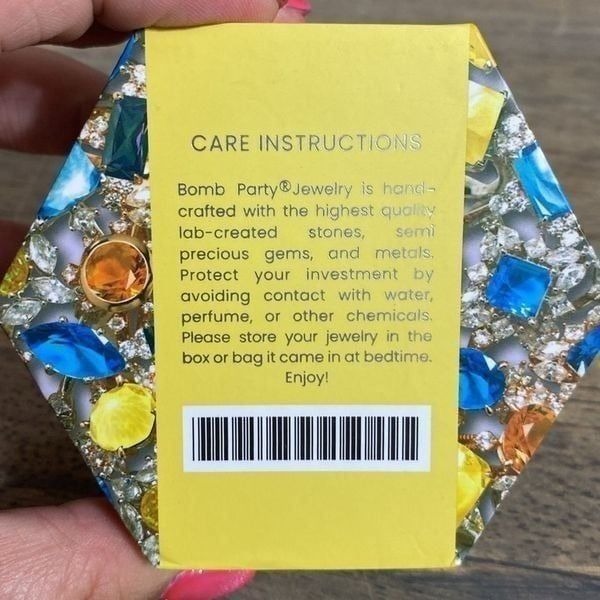 CARE INSTRUCTIONS
Bomb Party® Jewelry is hand-
crafted with the highest quality
lab-created stones, semi
precious gems, and metals.
Protect your investment by
avoiding contact with water,
perfume, or other chemicals.
Please store your jewelry in the
box or bag it came in at bedtime.
Enjoy!